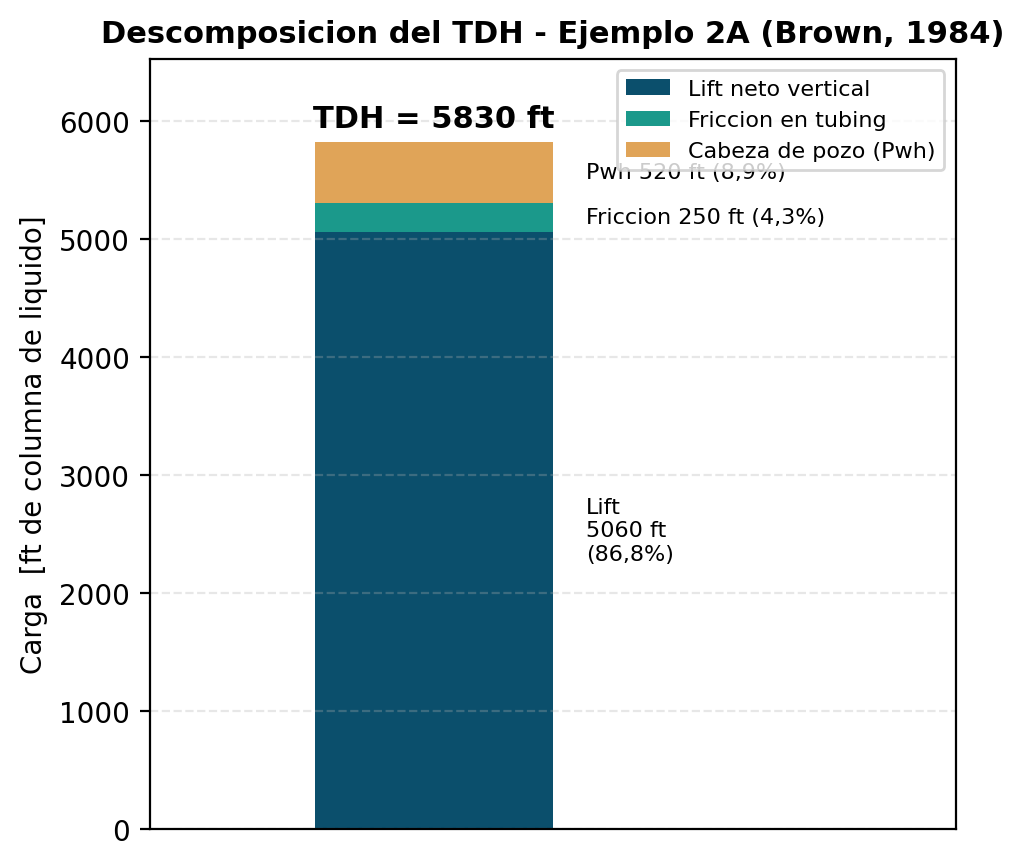 Descomposicion del TDH - Ejemplo 2A (Brown, 1984)
TDH = 5830 ft
Lift neto vertical
Friccion en tubing
Cabeza de pozo (Pwh)
Pwh 520 ft (8,9%)
Friccion 250 ft (4,3%)
Lift
5060 ft
(86,8%)
Carga  [ft de columna de liquido]
6000
5000
4000
3000
2000
1000
0